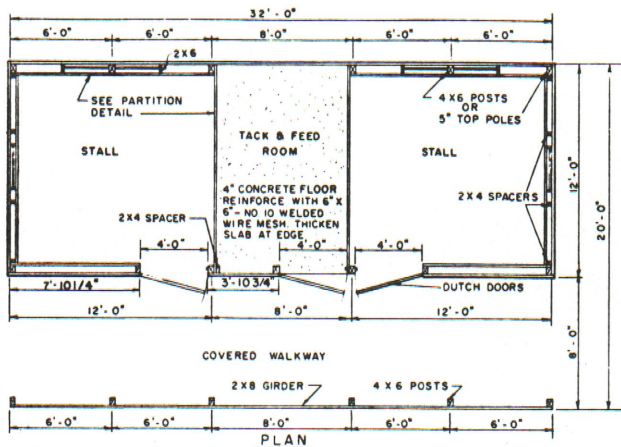 32'-0"
6'-0" 6'-0" 8'-0" 6'-0" 6'-0"
2X6
SEE PARTITION
DETAIL
4 X 6 POSTS
OR
5" TOP POLES
STALL
TACK & FEED
ROOM
STALL
4" CONCRETE FLOOR
REINFORCE WITH 6" X
6"- NO 10 WELDED
WIRE MESH. THICKEN
SLAB AT EDGE
2X4 SPACER
2X4 SPACERS
12'-0"
20'-0"
4'-0" 4'-0" 4'-0"
7'-10 1/4" 3'-10 3/4" DUTCH DOORS
12'-0" 8'-0" 12'-0"
8'-0"
COVERED WALKWAY
2X8 GIRDER 4 X 6 POSTS
6'-0" 6'-0" 8'-0" 6'-0" 6'-0"
PLAN